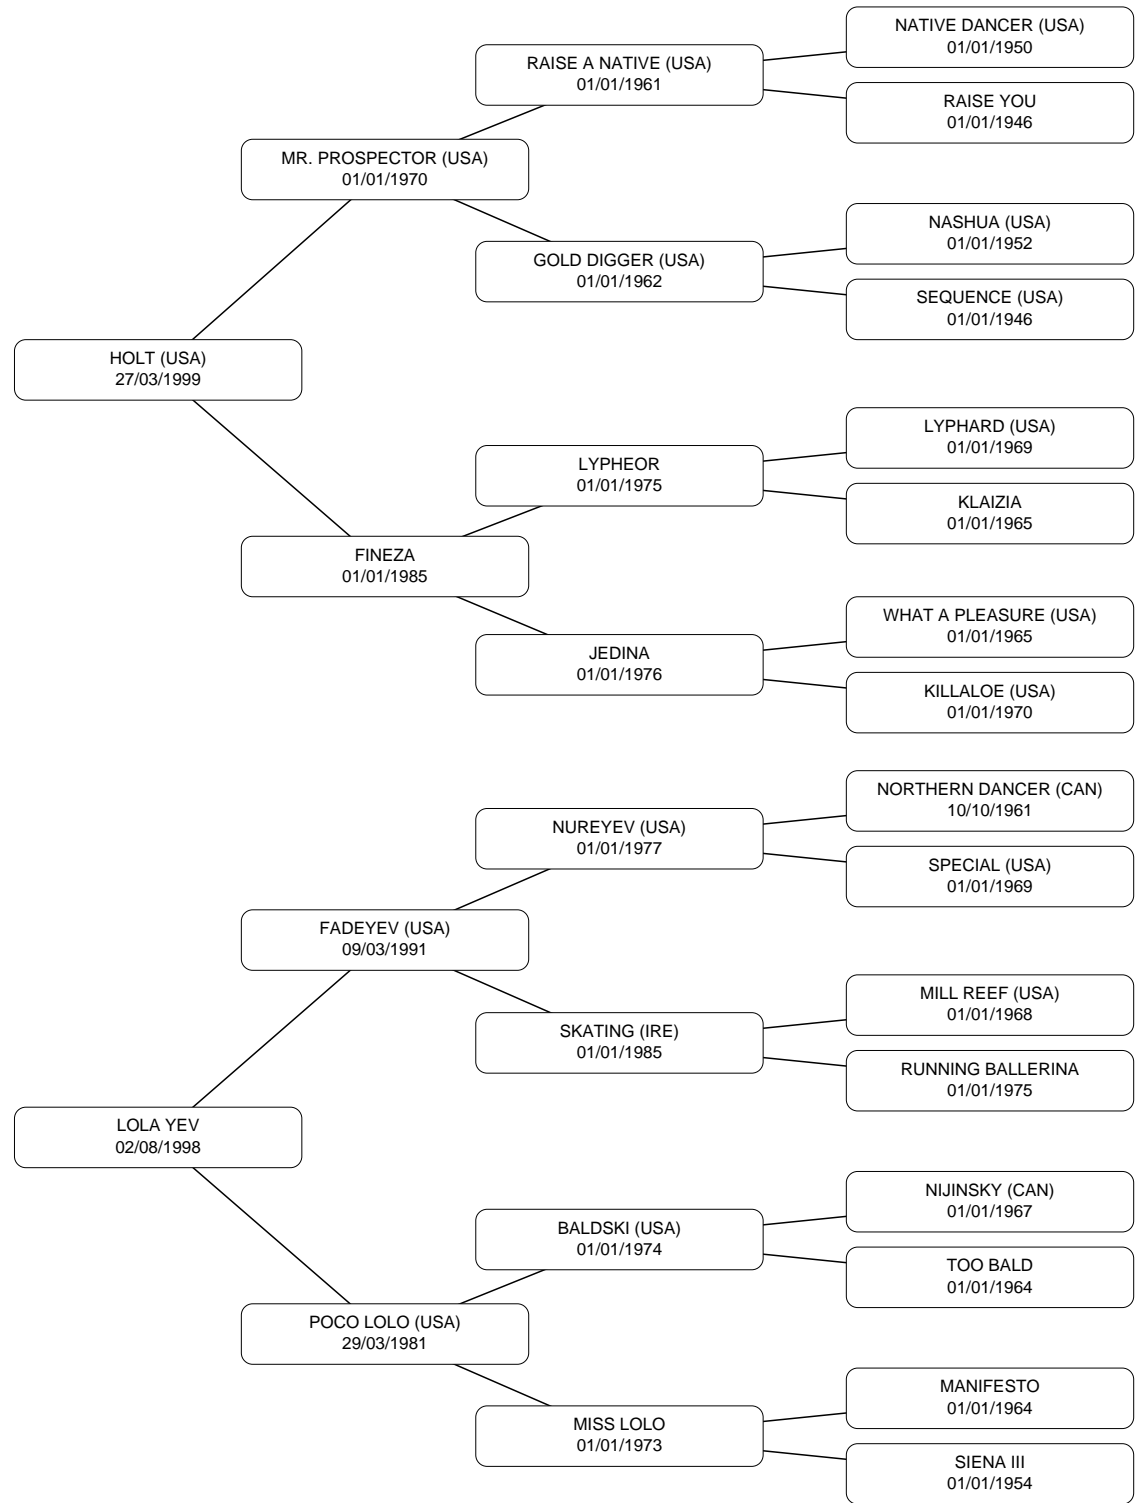 NATIVE DANCER (USA)
01/01/1950
RAISE A NATIVE (USA)
01/01/1961
RAISE YOU
01/01/1946
MR. PROSPECTOR (USA)
01/01/1970
NASHUA (USA)
01/01/1952
GOLD DIGGER (USA)
01/01/1962
SEQUENCE (USA)
01/01/1946
HOLT (USA)
27/03/1999
LYPHARD (USA)
01/01/1969
LYPHEOR
01/01/1975
KLAIZIA
01/01/1965
FINEZA
01/01/1985
WHAT A PLEASURE (USA)
01/01/1965
JEDINA
01/01/1976
KILLALOE (USA)
01/01/1970
NORTHERN DANCER (CAN)
10/10/1961
NUREYEV (USA)
01/01/1977
SPECIAL (USA)
01/01/1969
FADEYEV (USA)
09/03/1991
MILL REEF (USA)
01/01/1968
SKATING (IRE)
01/01/1985
RUNNING BALLERINA
01/01/1975
LOLA YEV
02/08/1998
NIJINSKY (CAN)
01/01/1967
BALDSKI (USA)
01/01/1974
TOO BALD
01/01/1964
POCO LOLO (USA)
29/03/1981
MANIFESTO
01/01/1964
MISS LOLO
01/01/1973
SIENA III
01/01/1954